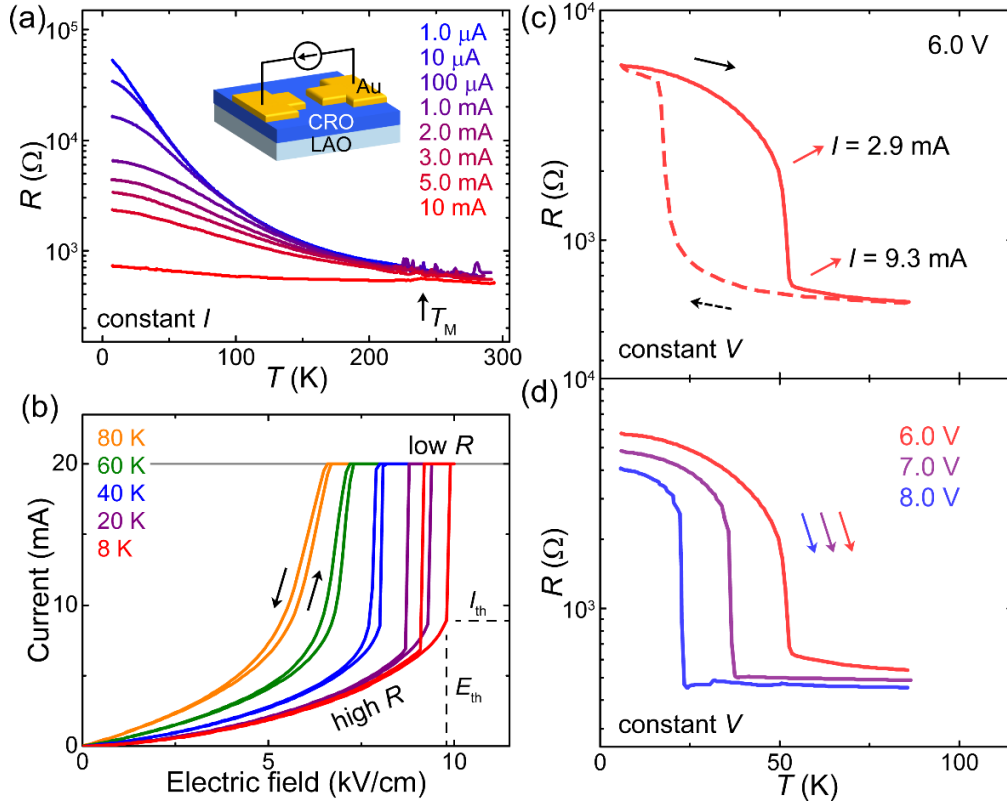 (a)
10⁵
10⁴
10³
R (Ω)
1.0 μA
10 μA
100 μA
1.0 mA
2.0 mA
3.0 mA
5.0 mA
10 mA
Au
CRO
LAO
constant I
T_M
0
100
200
300
T (K)
(b)
80 K
60 K
40 K
20 K
8 K
low R
high R
I_th
E_th
20
10
0
Current (mA)
0
5
10
Electric field (kV/cm)
(c)
6.0 V
10⁴
10³
R (Ω)
I = 2.9 mA
I = 9.3 mA
constant V
(d)
10⁴
10³
R (Ω)
6.0 V
7.0 V
8.0 V
constant V
0
50
100
T (K)